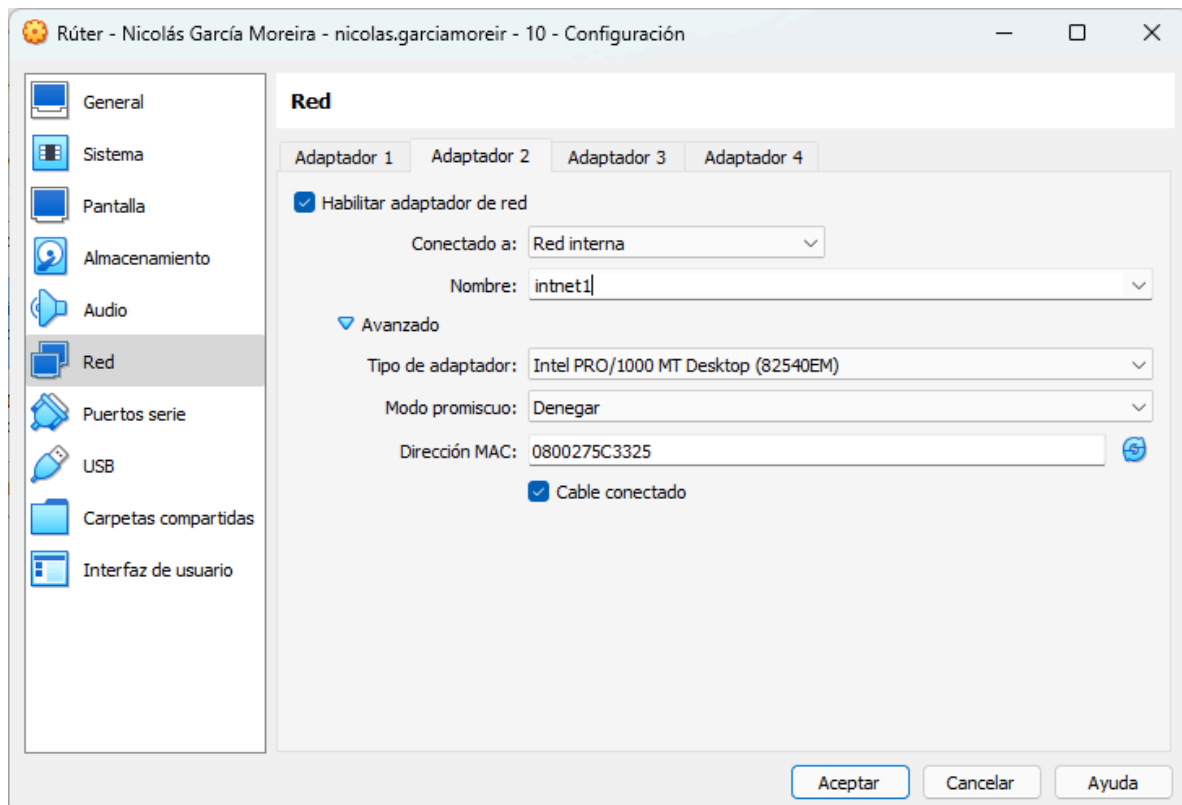 Rúter - Nicolás García Moreira - nicolas.garciamoreir - 10 - Configuración
General
Sistema
Pantalla
Almacenamiento
Audio
Red
Puertos serie
USB
Carpetas compartidas
Interfaz de usuario
Red
Adaptador 1 Adaptador 2 Adaptador 3 Adaptador 4
Habilitar adaptador de red
Conectado a: Red interna
Nombre: intnet1
Avanzado
Tipo de adaptador: Intel PRO/1000 MT Desktop (82540EM)
Modo promiscuo: Denegar
Dirección MAC: 0800275C3325
Cable conectado
Aceptar Cancelar Ayuda